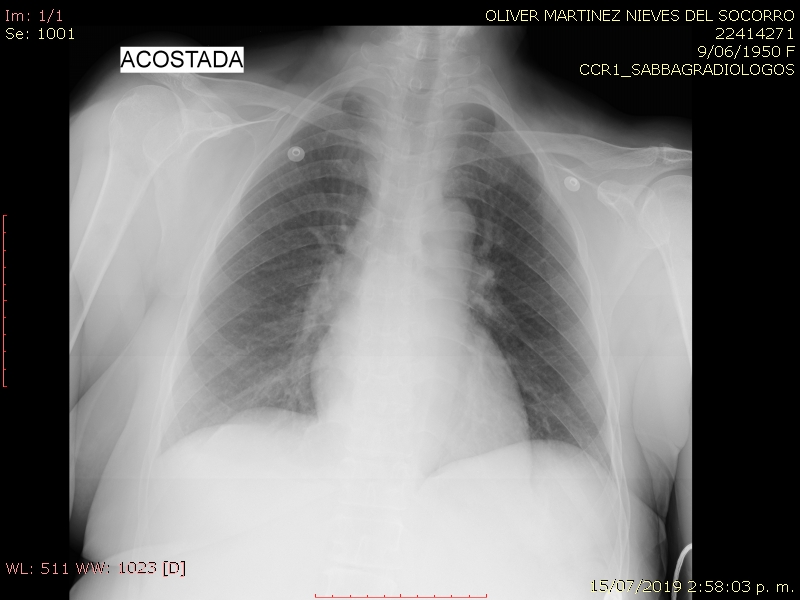 Im: 1/1
Se: 1001
OLIVER MARTINEZ NIEVES DEL SOCORRO
22414271
9/06/1950 F
CCR1_SABBAGRADIOLOGOS
ACOSTADA
WL: 511 WW: 1023 [D]
15/07/2019 2:58:03 p. m.